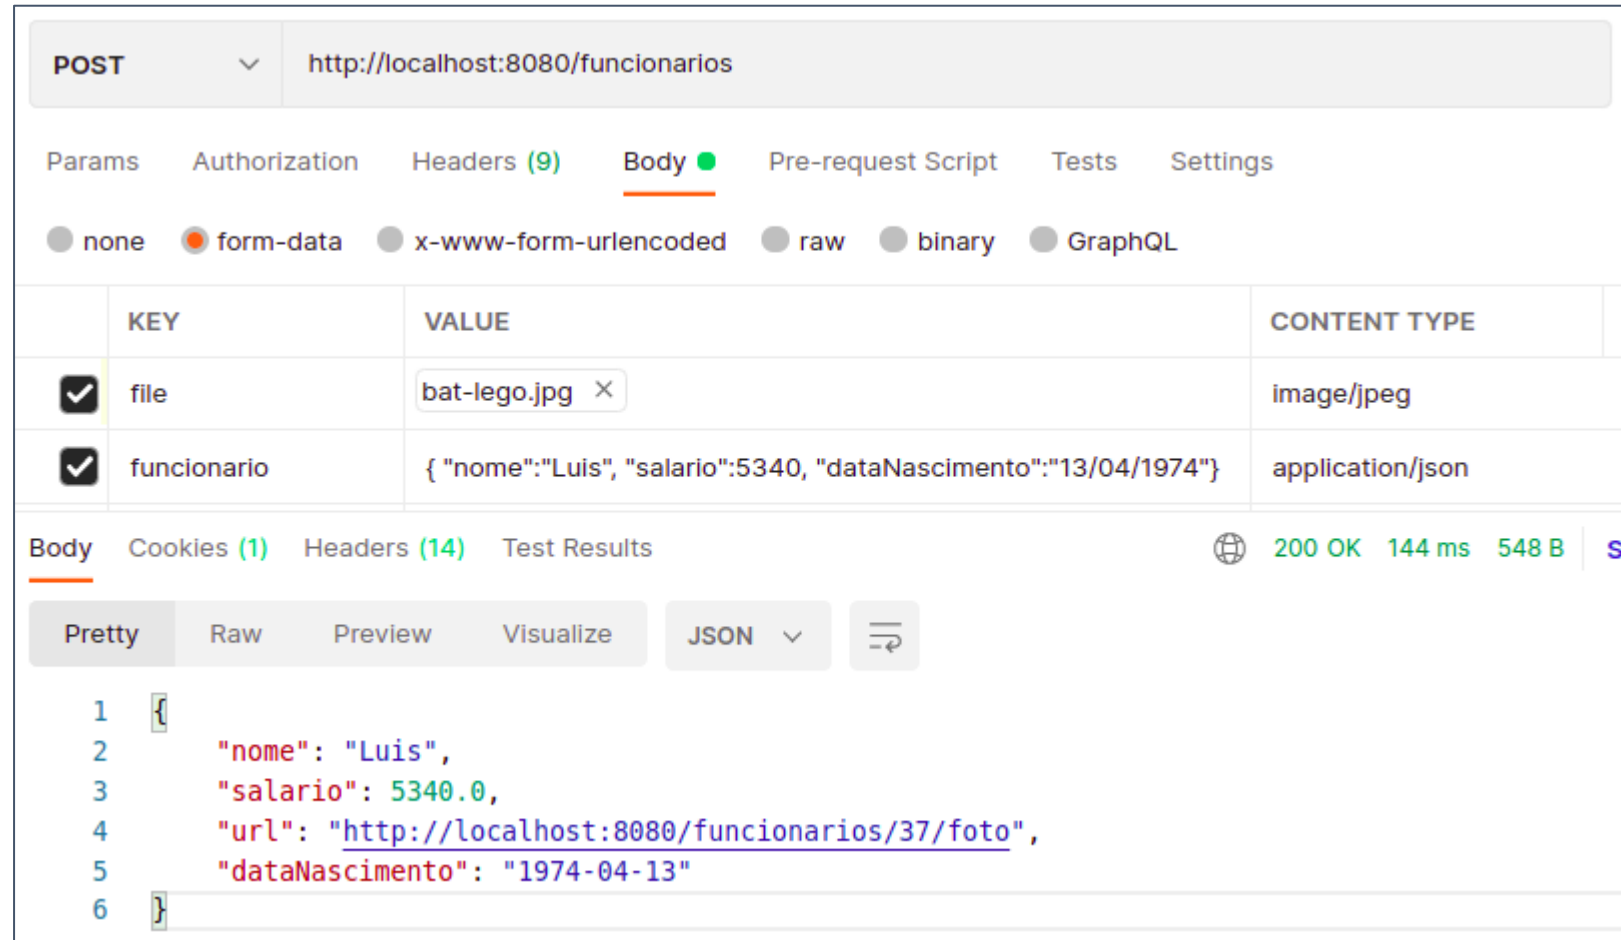 POST http://localhost:8080/funcionarios
Params Authorization Headers (9) Body Pre-request Script Tests Settings
none form-data x-www-form-urlencoded raw binary GraphQL
KEY VALUE CONTENT TYPE
file bat-lego.jpg image/jpeg
funcionario { "nome":"Luis", "salario":5340, "dataNascimento":"13/04/1974"} application/json
Body Cookies (1) Headers (14) Test Results 200 OK 144 ms 548 B S
Pretty Raw Preview Visualize JSON
1 {
2 "nome": "Luis",
3 "salario": 5340.0,
4 "url": "http://localhost:8080/funcionarios/37/foto",
5 "dataNascimento": "1974-04-13"
6 }